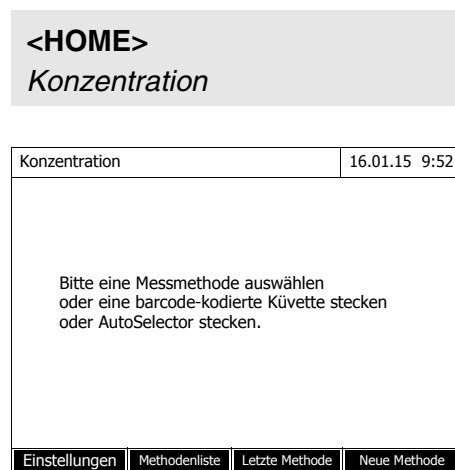 <HOME>
Konzentration
Konzentration 16.01.15 9:52
Bitte eine Messmethode auswählen
oder eine barcode-kodierte Küvette stecken
oder AutoSelector stecken.
Einstellungen Methodenliste Letzte Methode Neue Methode